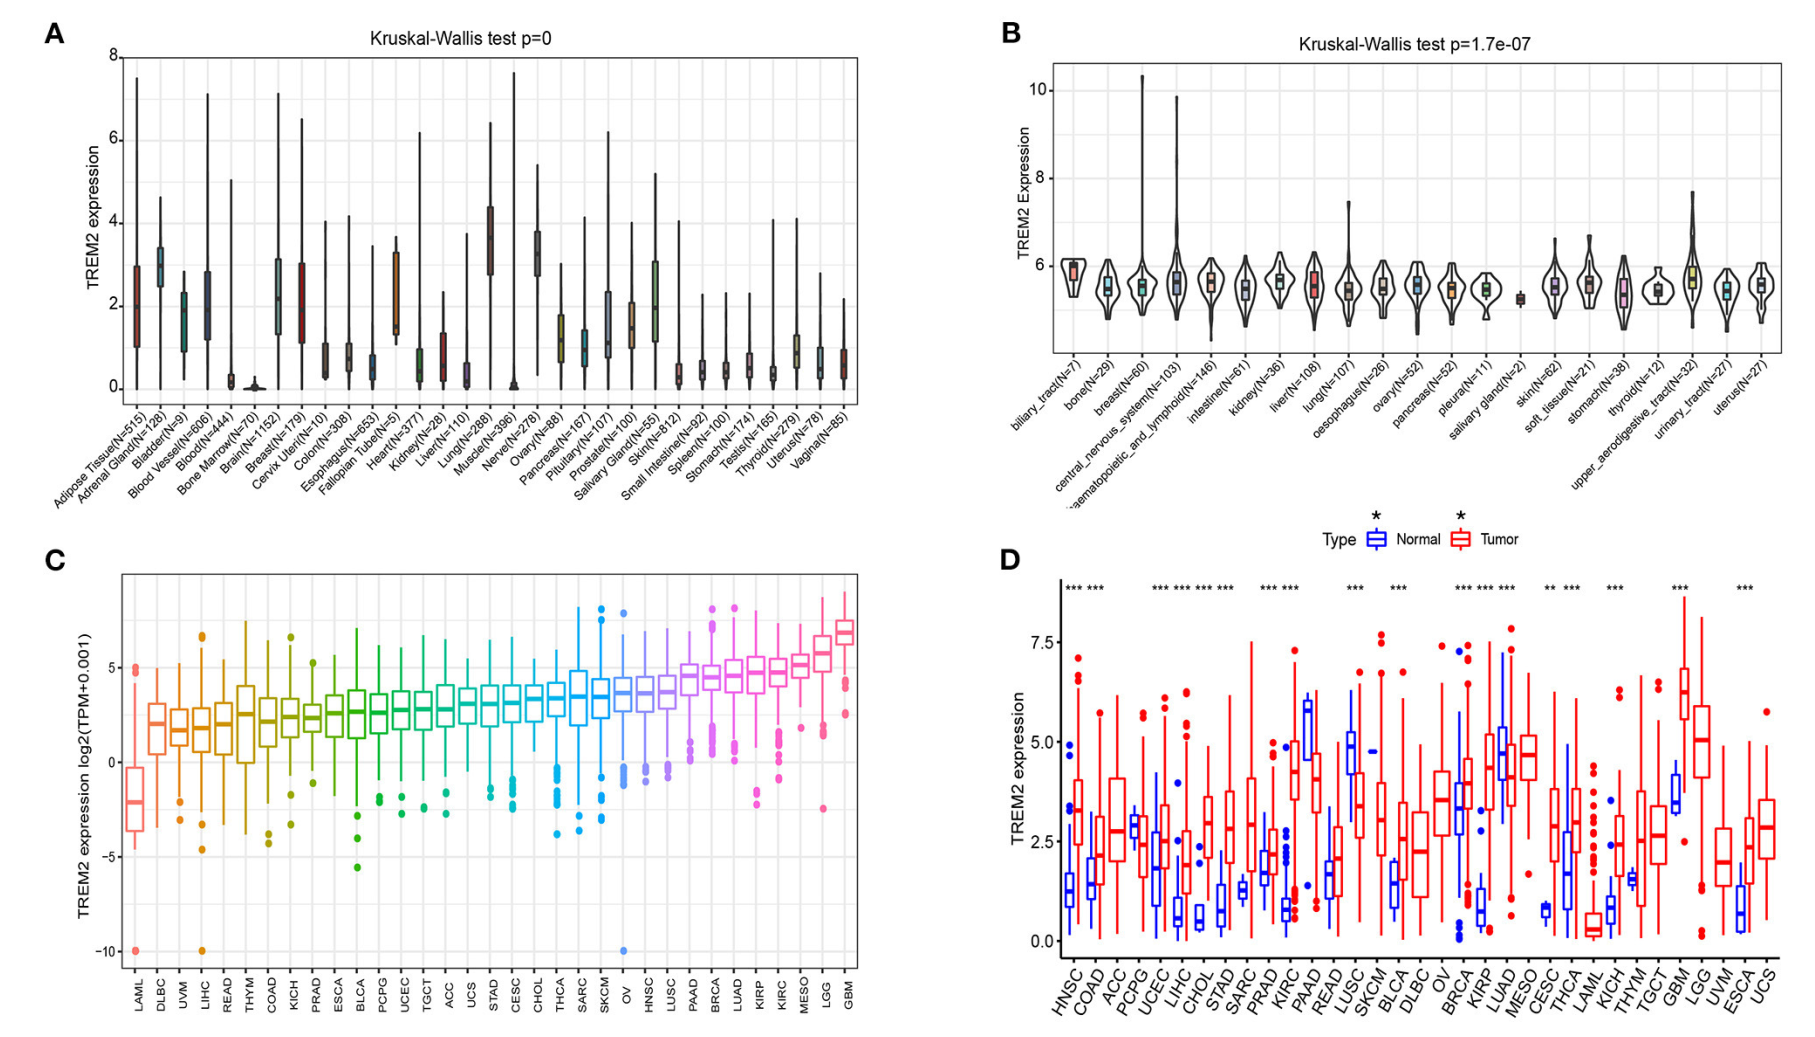 A
Kruskal-Wallis test p=0
TREM2 expression
8
6
4
2
0
Adipose Tissue(N=515)
Adrenal Gland(N=128)
Bladder(N=9)
Blood Vessel(N=606)
Blood(N=444)
Bone Marrow(N=70)
Brain(N=1152)
Breast(N=179)
Cervix Uteri(N=10)
Colon(N=308)
Esophagus(N=653)
Fallopian Tube(N=5)
Heart(N=377)
Kidney(N=28)
Liver(N=110)
Lung(N=288)
Muscle(N=396)
Nerve(N=278)
Ovary(N=88)
Pancreas(N=167)
Pituitary(N=107)
Prostate(N=100)
Salivary Gland(N=55)
Skin(N=812)
Small Intestine(N=92)
Spleen(N=100)
Stomach(N=174)
Testis(N=165)
Thyroid(N=279)
Uterus(N=78)
Vagina(N=85)
B
Kruskal-Wallis test p=1.7e-07
TREM2 Expression
10
8
6
biliary_tract(N=7)
bone(N=29)
breast(N=60)
central_nervous_system(N=103)
aematopoietic_and_lymphoid(N=146)
intestine(N=61)
kidney(N=36)
liver(N=108)
lung(N=107)
oesophagus(N=26)
ovary(N=52)
pancreas(N=52)
pleura(N=11)
salivary gland(N=2)
skin(N=62)
soft_tissue(N=21)
stomach(N=38)
thyroid(N=12)
upper_aerodigestive_tract(N=32)
urinary_tract(N=27)
uterus(N=27)
C
TREM2 expression log2(TPM+0.001)
5
0
−5
−10
LAML
DLBC
UVM
LIHC
READ
THYM
COAD
KICH
PRAD
ESCA
BLCA
PCPG
UCEC
TGCT
ACC
UCS
STAD
CESC
CHOL
THCA
SARC
SKCM
OV
HNSC
LUSC
PAAD
BRCA
LUAD
KIRP
KIRC
MESO
LGG
GBM
* *
Type Normal Tumor
D
*** *** *** *** *** *** *** *** *** *** *** *** *** ** *** *** *** ***
TREM2 expression
7.5
5.0
2.5
0.0
HNSC
COAD
ACC
PCPG
UCEC
LIHC
CHOL
STAD
SARC
PRAD
KIRC
PAAD
READ
LUSC
SKCM
BLCA
DLBC
OV
BRCA
KIRP
LUAD
MESO
CESC
THCA
LAML
KICH
THYM
TGCT
GBM
LGG
UVM
ESCA
UCS